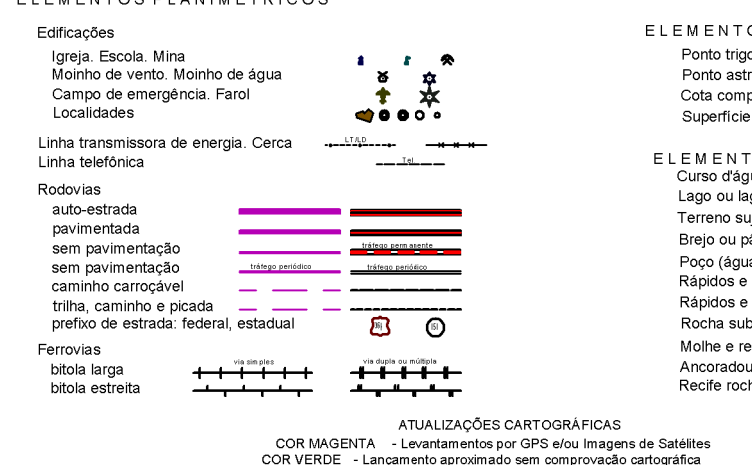 ELEMENTOS PLANIMÉTRICOS
Edificações
Igreja. Escola. Mina
Moinho de vento. Moinho de água
Campo de emergência. Farol
Localidades
Linha transmissora de energia. Cerca
LT/LD
Linha telefônica
Tel
Rodovias
auto-estrada
pavimentada
sem pavimentação
tráfego permasente
sem pavimentação
tráfego periódico
tráfego periódico
caminho carroçável
trilha, caminho e picada
prefixo de estrada: federal, estadual
Ferrovias
bitola larga
via simples
via dupla ou múltipla
bitola estreita
ATUALIZAÇÕES CARTOGRÁFICAS
COR MAGENTA - Levantamentos por GPS e/ou Imagens de Satélites
COR VERDE - Lançamento aproximado sem comprovação cartográfica
ELEMENTO
Ponto trigo
Ponto astr
Cota comp
Superfície
ELEMENT
Curso d'águ
Lago ou lag
Terreno suj
Brejo ou pâ
Poço (água
Rápidos e
Rápidos e
Rocha sub
Molhe e re
Ancoradou
Recife roch